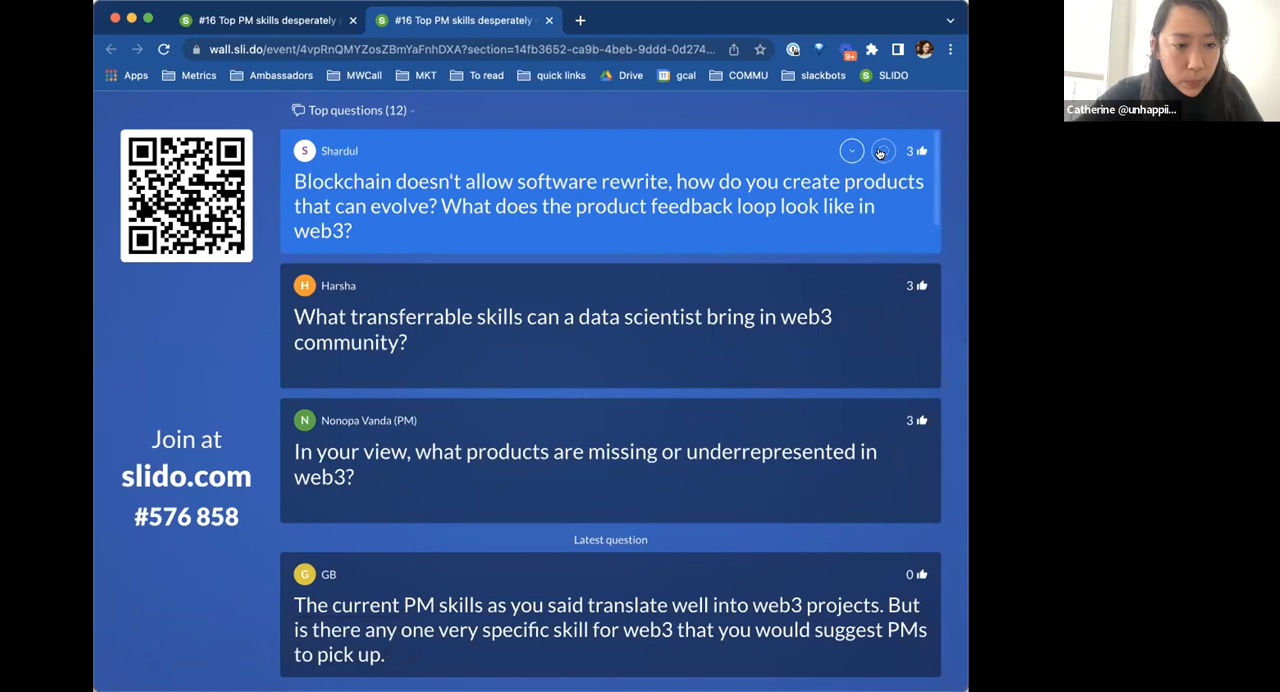 #16 Top PM skills desperately
#16 Top PM skills desperately
wall.sli.do/event/4vpRnQMYZosZBmYaFnhDXA?section=14fb3652-ca9b-4beb-9ddd-0d274...
9+
Apps Metrics Ambassadors MWCall MKT To read quick links Drive gcal COMMU slackbots SLIDO
Catherine @unhappii...
Top questions (12)
S Shardul 3
Blockchain doesn't allow software rewrite, how do you create products
that can evolve? What does the product feedback loop look like in
web3?
H Harsha 3
What transferrable skills can a data scientist bring in web3
community?
N Nonopa Vanda (PM) 3
In your view, what products are missing or underrepresented in
web3?
Join at
slido.com
#576 858
Latest question
G GB 0
The current PM skills as you said translate well into web3 projects. But
is there any one very specific skill for web3 that you would suggest PMs
to pick up.